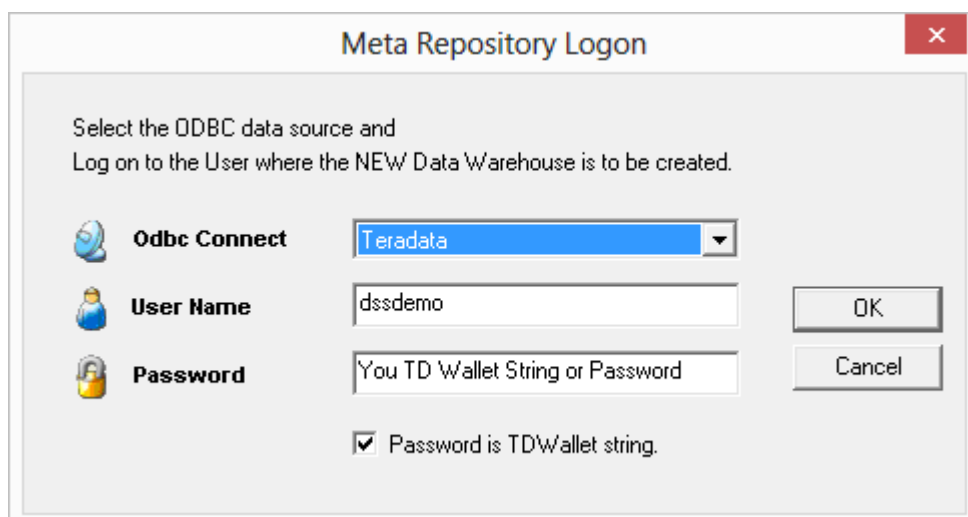 Meta Repository Logon
Select the ODBC data source and
Log on to the User where the NEW Data Warehouse is to be created.
Odbc Connect
Teradata
User Name
dssdemo
OK
Password
You TD Wallet String or Password
Cancel
Password is TDWallet string.